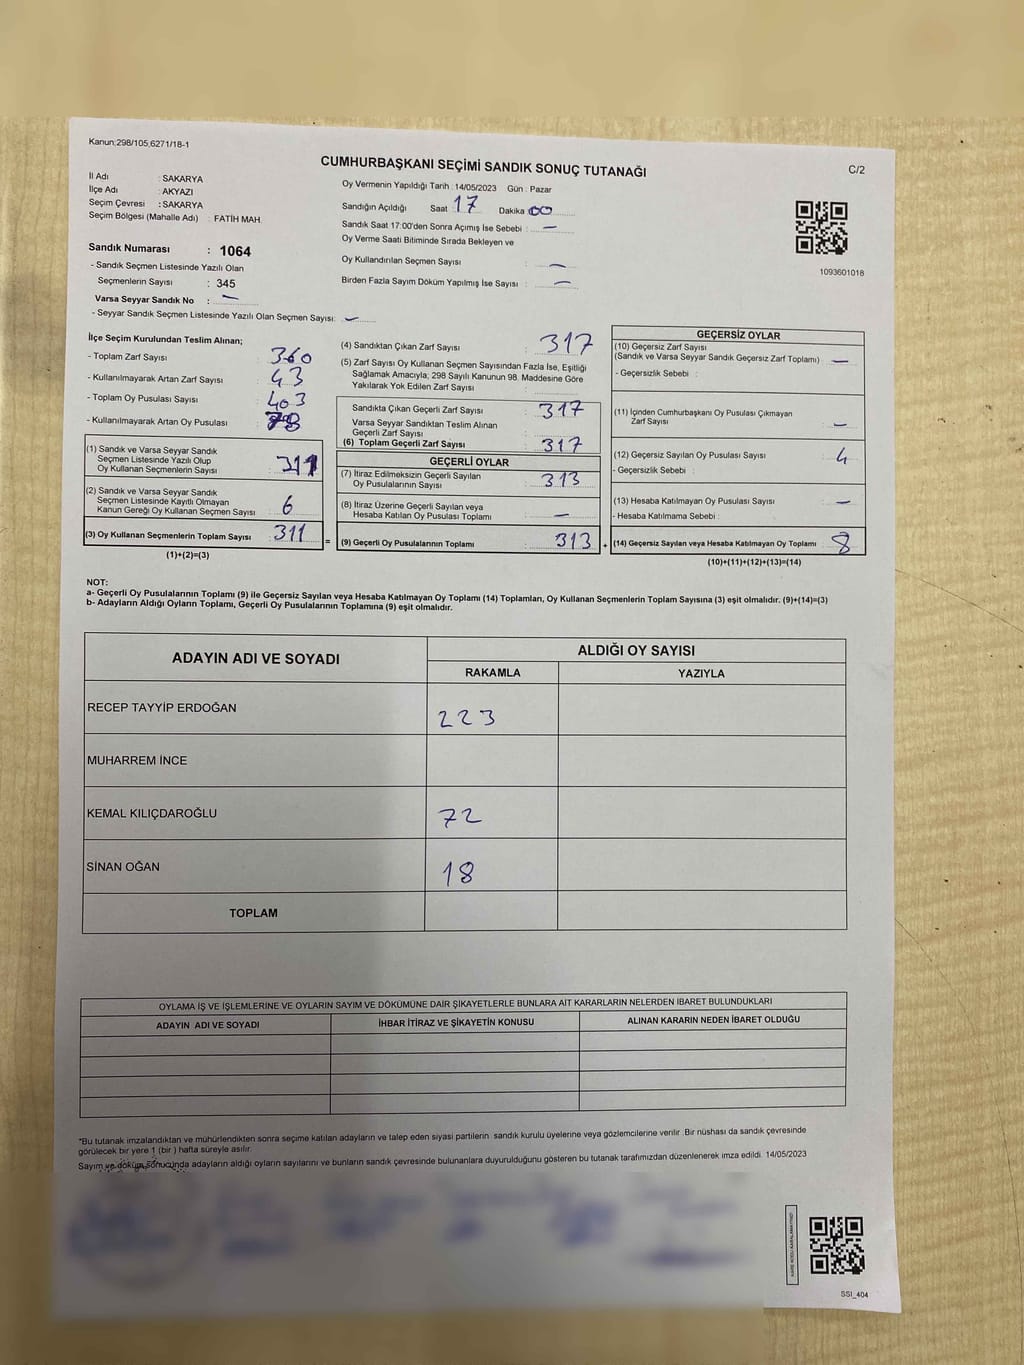 Kanun;298/105,6271/18-1
CUMHURBAŞKANI SEÇİMİ SANDIK SONUÇ TUTANAĞI
C/2
İl Adı : SAKARYA
İlçe Adı : AKYAZI
Seçim Çevresi : SAKARYA
Seçim Bölgesi (Mahalle Adı) : FATİH MAH.
Sandık Numarası : 1064
- Sandık Seçmen Listesinde Yazılı Olan
Seçmenlerin Sayısı : 345
Varsa Seyyar Sandık No : —
- Seyyar Sandık Seçmen Listesinde Yazılı Olan Seçmen Sayısı: —
Oy Vermenin Yapıldığı Tarih : 14/05/2023 Gün : Pazar
Sandığın Açıldığı Saat 17 Dakika 00
Sandık Saat 17:00'den Sonra Açımış İse Sebebi : —
Oy Verme Saati Bitiminde Sırada Bekleyen ve
Oy Kullandırılan Seçmen Sayısı : —
Birden Fazla Sayım Döküm Yapılmış İse Sayısı : —
1093601018
İlçe Seçim Kurulundan Teslim Alınan;
- Toplam Zarf Sayısı : 360
- Kullanılmayarak Artan Zarf Sayısı : 43
- Toplam Oy Pusulası Sayısı : 403
- Kullanılmayarak Artan Oy Pusulası :
(1) Sandık ve Varsa Seyyar Sandık
Seçmen Listesinde Yazılı Olup
Oy Kullanan Seçmenlerin Sayısı : 311
(2) Sandık ve Varsa Seyyar Sandık
Seçmen Listesinde Kayıtlı Olmayan
Kanun Gereği Oy Kullanan Seçmen Sayısı : 6
(3) Oy Kullanan Seçmenlerin Toplam Sayısı : 311
(1)+(2)=(3)
(4) Sandıktan Çıkan Zarf Sayısı : 317
(5) Zarf Sayısı Oy Kullanan Seçmen Sayısından Fazla İse, Eşitliği
Sağlamak Amacıyla; 298 Sayılı Kanunun 98. Maddesine Göre
Yakılarak Yok Edilen Zarf Sayısı :
Sandıkta Çıkan Geçerli Zarf Sayısı : 317
Varsa Seyyar Sandıktan Teslim Alınan
Geçerli Zarf Sayısı :
(6) Toplam Geçerli Zarf Sayısı : 317
GEÇERLİ OYLAR
(7) İtiraz Edilmeksizin Geçerli Sayılan
Oy Pusulalarının Sayısı : 313
(8) İtiraz Üzerine Geçerli Sayılan veya
Hesaba Katılan Oy Pusulası Toplamı : —
= (9) Geçerli Oy Pusulalarının Toplamı : 313 +
GEÇERSİZ OYLAR
(10) Geçersiz Zarf Sayısı
(Sandık ve Varsa Seyyar Sandık Geçersiz Zarf Toplamı) : —
- Geçersizlik Sebebi :
(11) İçinden Cumhurbaşkanı Oy Pusulası Çıkmayan
Zarf Sayısı : —
(12) Geçersiz Sayılan Oy Pusulası Sayısı : 4
- Geçersizlik Sebebi :
(13) Hesaba Katılmayan Oy Pusulası Sayısı : —
- Hesaba Katılmama Sebebi :
(14) Geçersiz Sayılan veya Hesaba Katılmayan Oy Toplamı : 8
(10)+(11)+(12)+(13)=(14)
NOT:
a- Geçerli Oy Pusulalarının Toplamı (9) ile Geçersiz Sayılan veya Hesaba Katılmayan Oy Toplamı (14) Toplamları, Oy Kullanan Seçmenlerin Toplam Sayısına (3) eşit olmalıdır. (9)+(14)=(3)
b- Adayların Aldığı Oyların Toplamı, Geçerli Oy Pusulalarının Toplamına (9) eşit olmalıdır.
ADAYIN ADI VE SOYADI
ALDIĞI OY SAYISI
RAKAMLA YAZIYLA
RECEP TAYYİP ERDOĞAN 223
MUHARREM İNCE
KEMAL KILIÇDAROĞLU 72
SİNAN OĞAN 18
TOPLAM
OYLAMA İŞ VE İŞLEMLERİNE VE OYLARIN SAYIM VE DÖKÜMÜNE DAİR ŞİKAYETLERLE BUNLARA AİT KARARLARIN NELERDEN İBARET BULUNDUKLARI
ADAYIN ADI VE SOYADI İHBAR İTİRAZ VE ŞİKAYETİN KONUSU ALINAN KARARIN NEDEN İBARET OLDUĞU
*Bu tutanak imzalandıktan ve mühürlendikten sonra seçime katılan adayların ve talep eden siyasi partilerin sandık kurulu üyelerine veya gözlemcilerine verilir. Bir nüshası da sandık çevresinde
görülecek bir yere 1 (bir ) hafta süreyle asılır.
Sayım ve döküm sonucunda adayların aldığı oyların sayılarını ve bunların sandık çevresinde bulunanlara duyurulduğunu gösteren bu tutanak tarafımızdan düzenlenerek imza edildi. 14/05/2023
SSI_404